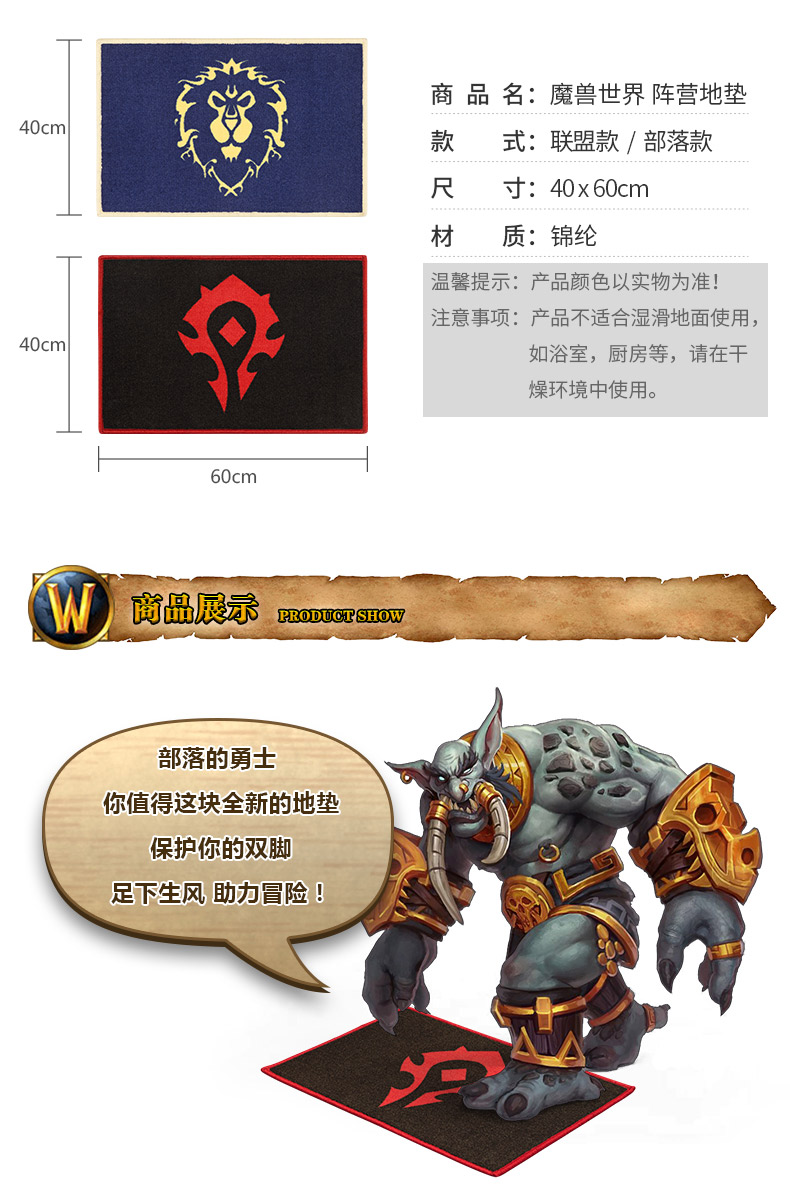 40cm
商品名：魔兽世界 阵营地垫
款式：联盟款 / 部落款
尺寸：40 x 60cm
材质：锦纶
温馨提示：产品颜色以实物为准！
注意事项：产品不适合湿滑地面使用，
如浴室，厨房等，请在干
燥环境中使用。
40cm
60cm
W 商品展示 PRODUCT SHOW
部落的勇士
你值得这块全新的地垫
保护你的双脚
足下生风 助力冒险！